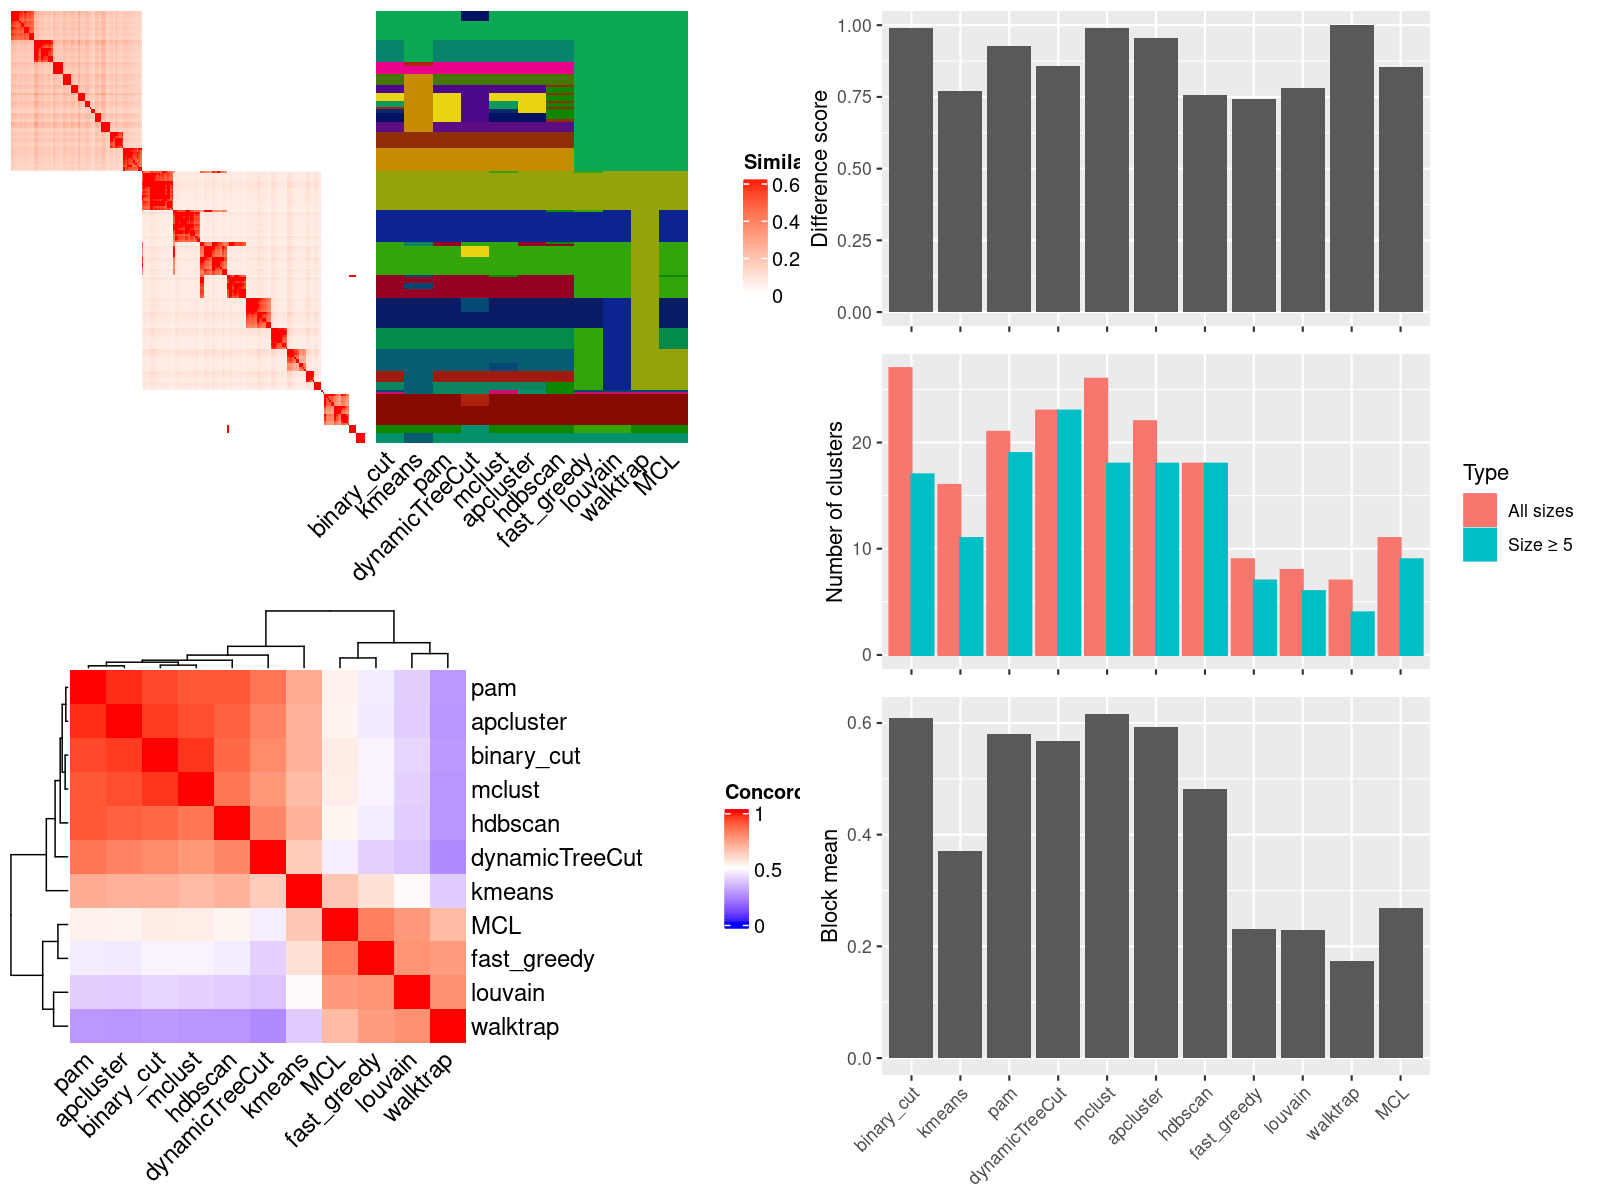 Simila
0.6
0.4
0.2
0
binary_cut
kmeans
pam
dynamicTreeCut
mclust
apcluster
hdbscan
fast_greedy
louvain
walktrap
MCL
Difference score
1.00
0.75
0.50
0.25
0.00
Number of clusters
20
10
0
Type
All sizes
Size ≥ 5
pam
apcluster
binary_cut
mclust
hdbscan
dynamicTreeCut
kmeans
MCL
fast_greedy
louvain
walktrap
pam
apcluster
binary_cut
mclust
hdbscan
dynamicTreeCut
kmeans
MCL
fast_greedy
louvain
walktrap
Concord
1
0.5
0
Block mean
0.6
0.4
0.2
0.0
binary_cut
kmeans
pam
dynamicTreeCut
mclust
apcluster
hdbscan
fast_greedy
louvain
walktrap
MCL